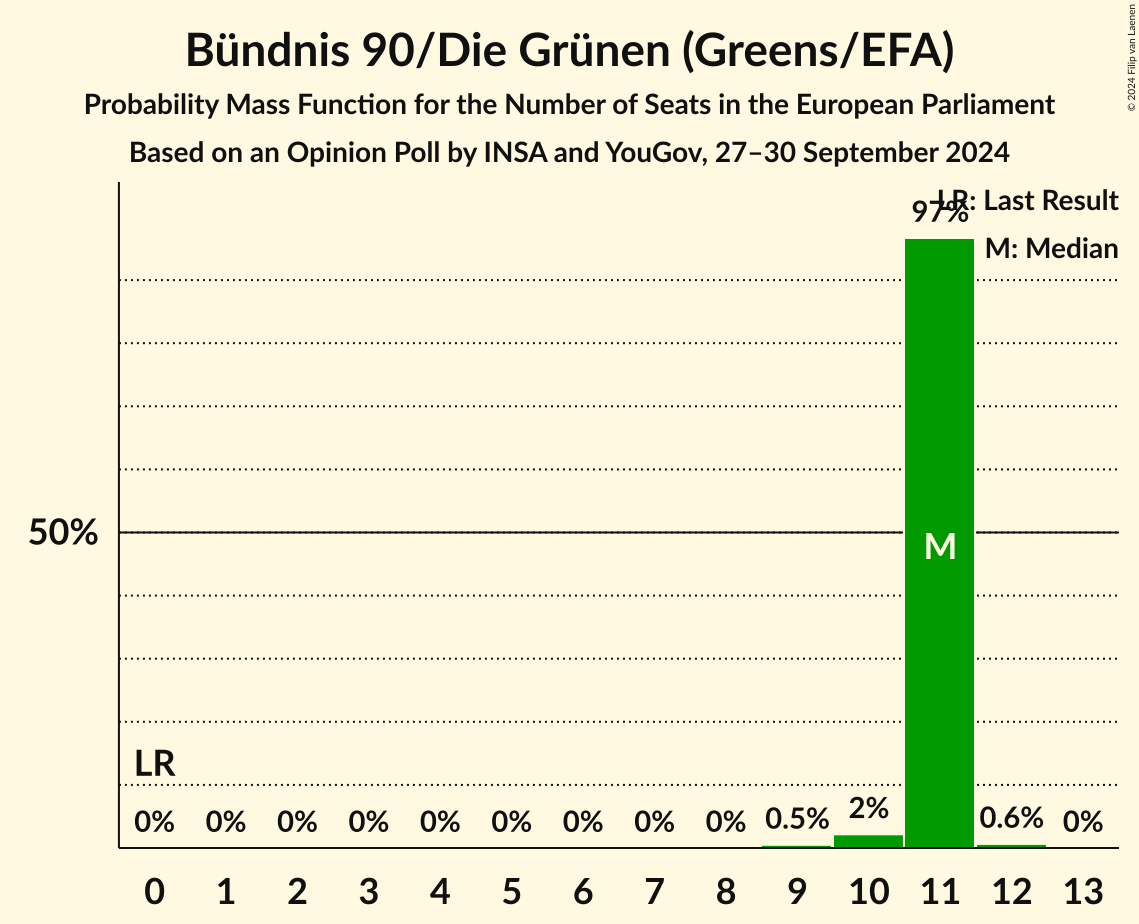 Bündnis 90/Die Grünen (Greens/EFA)
Probability Mass Function for the Number of Seats in the European Parliament
Based on an Opinion Poll by INSA and YouGov, 27–30 September 2024
© 2024 Filip van Laenen
LR: Last Result
97%
M: Median
50%
M
LR
0% 0% 0% 0% 0% 0% 0% 0% 0% 0.5% 2% 0.6% 0%
0 1 2 3 4 5 6 7 8 9 10 11 12 13